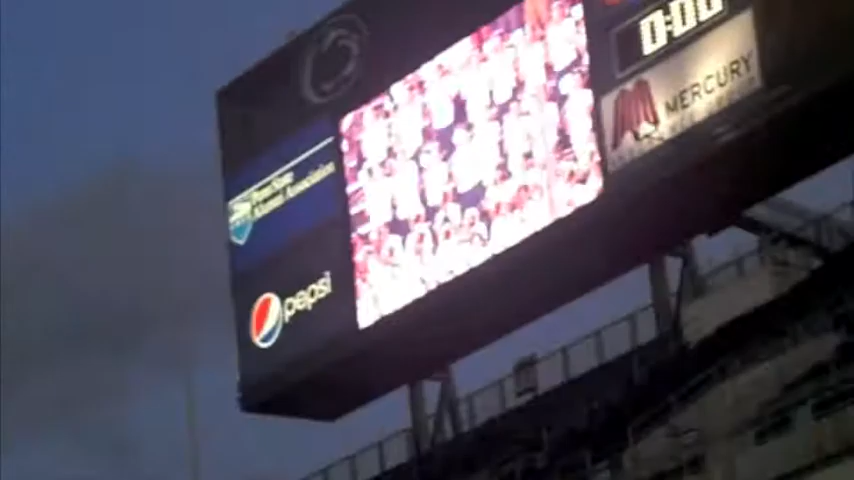 0:00
MERCURY
Penn State
Alumni Association
pepsi